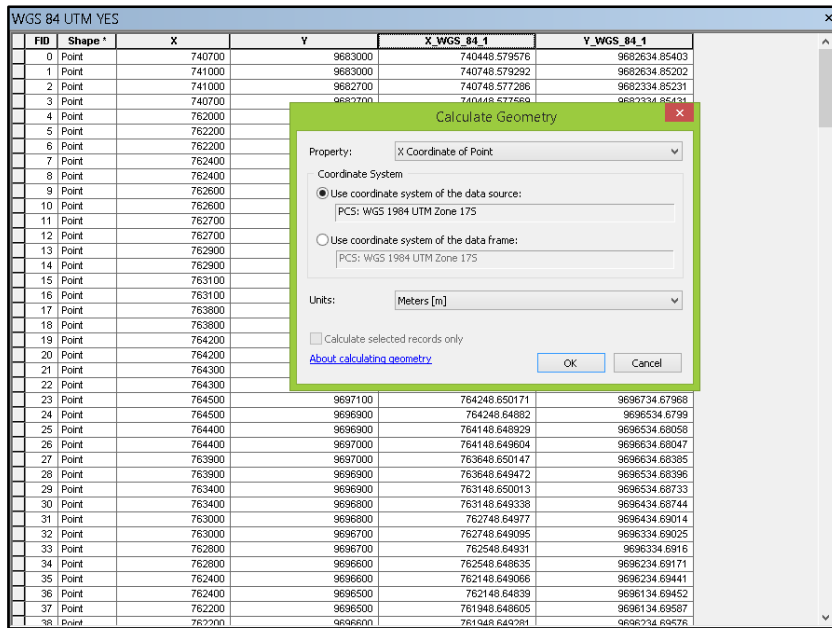 WGS 84 UTM YES
FID Shape * X Y X_WGS_84_1 Y_WGS_84_1
0 Point 740700 9683000 740448.579576 9682634.85403
1 Point 741000 9683000 740748.579292 9682634.85202
2 Point 741000 9682700 740748.577286 9682334.85231
3 Point 740700 9682700 740448.577569 9682334.85431
4 Point 762000
5 Point 762200
6 Point 762200
7 Point 762400
8 Point 762400
9 Point 762600
10 Point 762600
11 Point 762700
12 Point 762700
13 Point 762900
14 Point 762900
15 Point 763100
16 Point 763100
17 Point 763800
18 Point 763800
19 Point 764200
20 Point 764200
21 Point 764300
22 Point 764300
Calculate Geometry
Property: X Coordinate of Point
Coordinate System
Use coordinate system of the data source:
PCS: WGS 1984 UTM Zone 17S
Use coordinate system of the data frame:
PCS: WGS 1984 UTM Zone 17S
Units: Meters [m]
Calculate selected records only
About calculating geometry OK Cancel
23 Point 764500 9697100 764248.650171 9696734.67968
24 Point 764500 9696900 764248.64882 9696534.6799
25 Point 764400 9696900 764148.648929 9696534.68058
26 Point 764400 9697000 764148.649604 9696634.68047
27 Point 763900 9697000 763648.650147 9696634.68385
28 Point 763900 9696900 763648.649472 9696534.68396
29 Point 763400 9696900 763148.650013 9696534.68733
30 Point 763400 9696800 763148.649338 9696434.68744
31 Point 763000 9696800 762748.64977 9696434.69014
32 Point 763000 9696700 762748.649095 9696334.69025
33 Point 762800 9696700 762548.64931 9696334.6916
34 Point 762800 9696600 762548.648635 9696234.69171
35 Point 762400 9696600 762148.649066 9696234.69441
36 Point 762400 9696500 762148.64839 9696134.69452
37 Point 762200 9696500 761948.648605 9696134.69587
38 Point 762200 9696600 761948.649281 9696234.69576